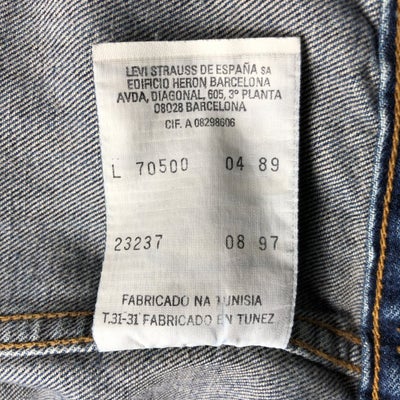 LEVI STRAUSS DE ESPAÑA SA
EDIFICIO HERON BARCELONA
AVDA, DIAGONAL, 605, 3º PLANTA
08028 BARCELONA
CIF. A 08298606
L 70500 04 89
23237 08 97
FABRICADO NA TUNISIA
T.31-31 FABRICADO EN TUNEZ